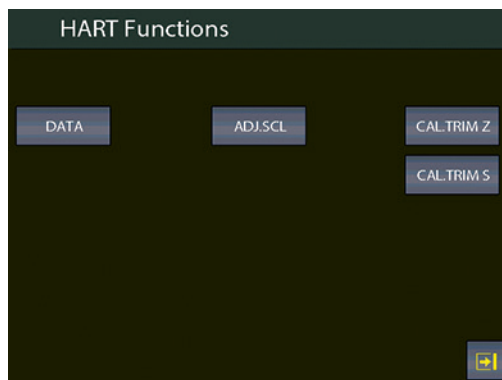 HART Functions
DATA
ADJ.SCL
CAL.TRIM Z
CAL.TRIM S